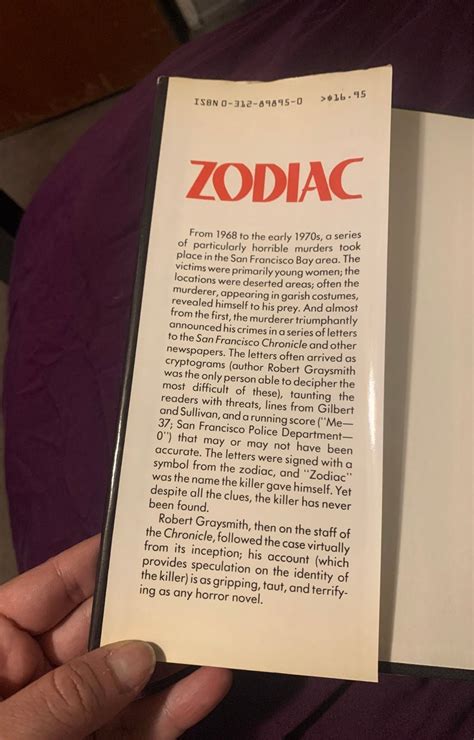 ISBN 0-312-89895-0 >$16.95
ZODIAC
From 1968 to the early 1970s, a series
of particularly horrible murders took
place in the San Francisco Bay area. The
victims were primarily young women; the
locations were deserted areas; often the
murderer, appearing in garish costumes,
revealed himself to his prey. And almost
from the first, the murderer triumphantly
announced his crimes in a series of letters
to the San Francisco Chronicle and other
newspapers. The letters often arrived as
cryptograms (author Robert Graysmith
was the only person able to decipher the
most difficult of these), taunting the
readers with threats, lines from Gilbert
and Sullivan, and a running score ("Me—
37; San Francisco Police Department—
0") that may or may not have been
accurate. The letters were signed with a
symbol from the zodiac, and "Zodiac"
was the name the killer gave himself. Yet
despite all the clues, the killer has never
been found.
Robert Graysmith, then on the staff of
the Chronicle, followed the case virtually
from its inception; his account (which
provides speculation on the identity of
the killer) is as gripping, taut, and terrify-
ing as any horror novel.